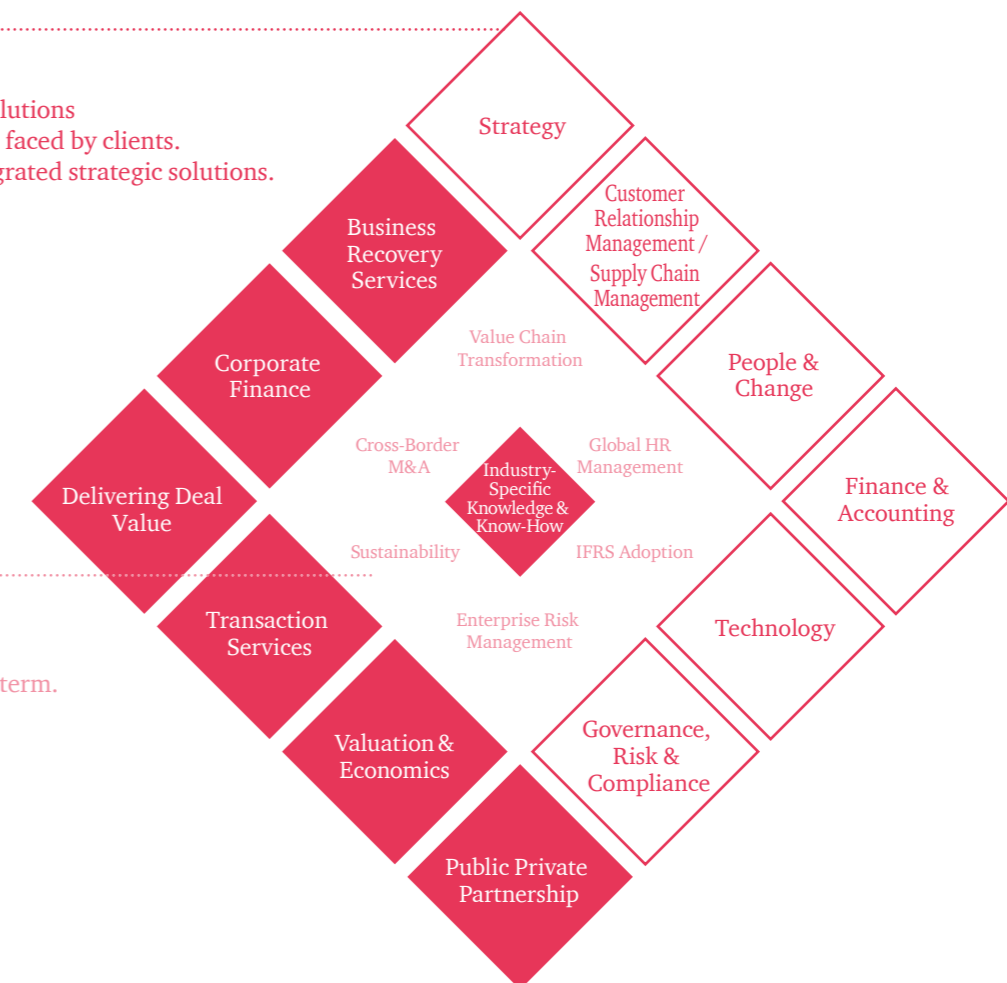 lutions
faced by clients.
grated strategic solutions.
Strategy
Business
Recovery
Services
Customer
Relationship
Management /
Supply Chain
Management
Value Chain
Transformation
Corporate
Finance
People &
Change
Cross-Border
M&A
Global HR
Management
Industry-
Specific
Knowledge &
Know-How
Delivering Deal
Value
Finance &
Accounting
Sustainability
IFRS Adoption
Transaction
Services
Enterprise Risk
Management
Technology
term.
Valuation &
Economics
Governance,
Risk &
Compliance
Public Private
Partnership